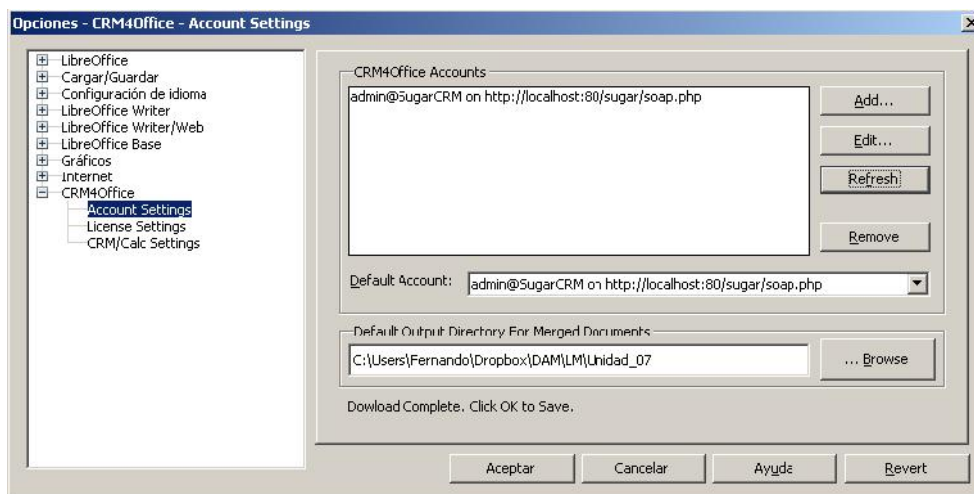 Opciones - CRM4Office - Account Settings
LibreOffice
Cargar/Guardar
Configuración de idioma
LibreOffice Writer
LibreOffice Writer/Web
LibreOffice Base
Gráficos
Internet
CRM4Office
Account Settings
License Settings
CRM/Calc Settings
CRM4Office Accounts
admin@SugarCRM on http://localhost:80/sugar/soap.php
Add...
Edit...
Refresh
Remove
Default Account: admin@SugarCRM on http://localhost:80/sugar/soap.php
Default Output Directory For Merged Documents
C:\Users\Fernando\Dropbox\DAM\LM\Unidad_07
... Browse
Dowload Complete. Click OK to Save.
Aceptar Cancelar Ayuda Revert